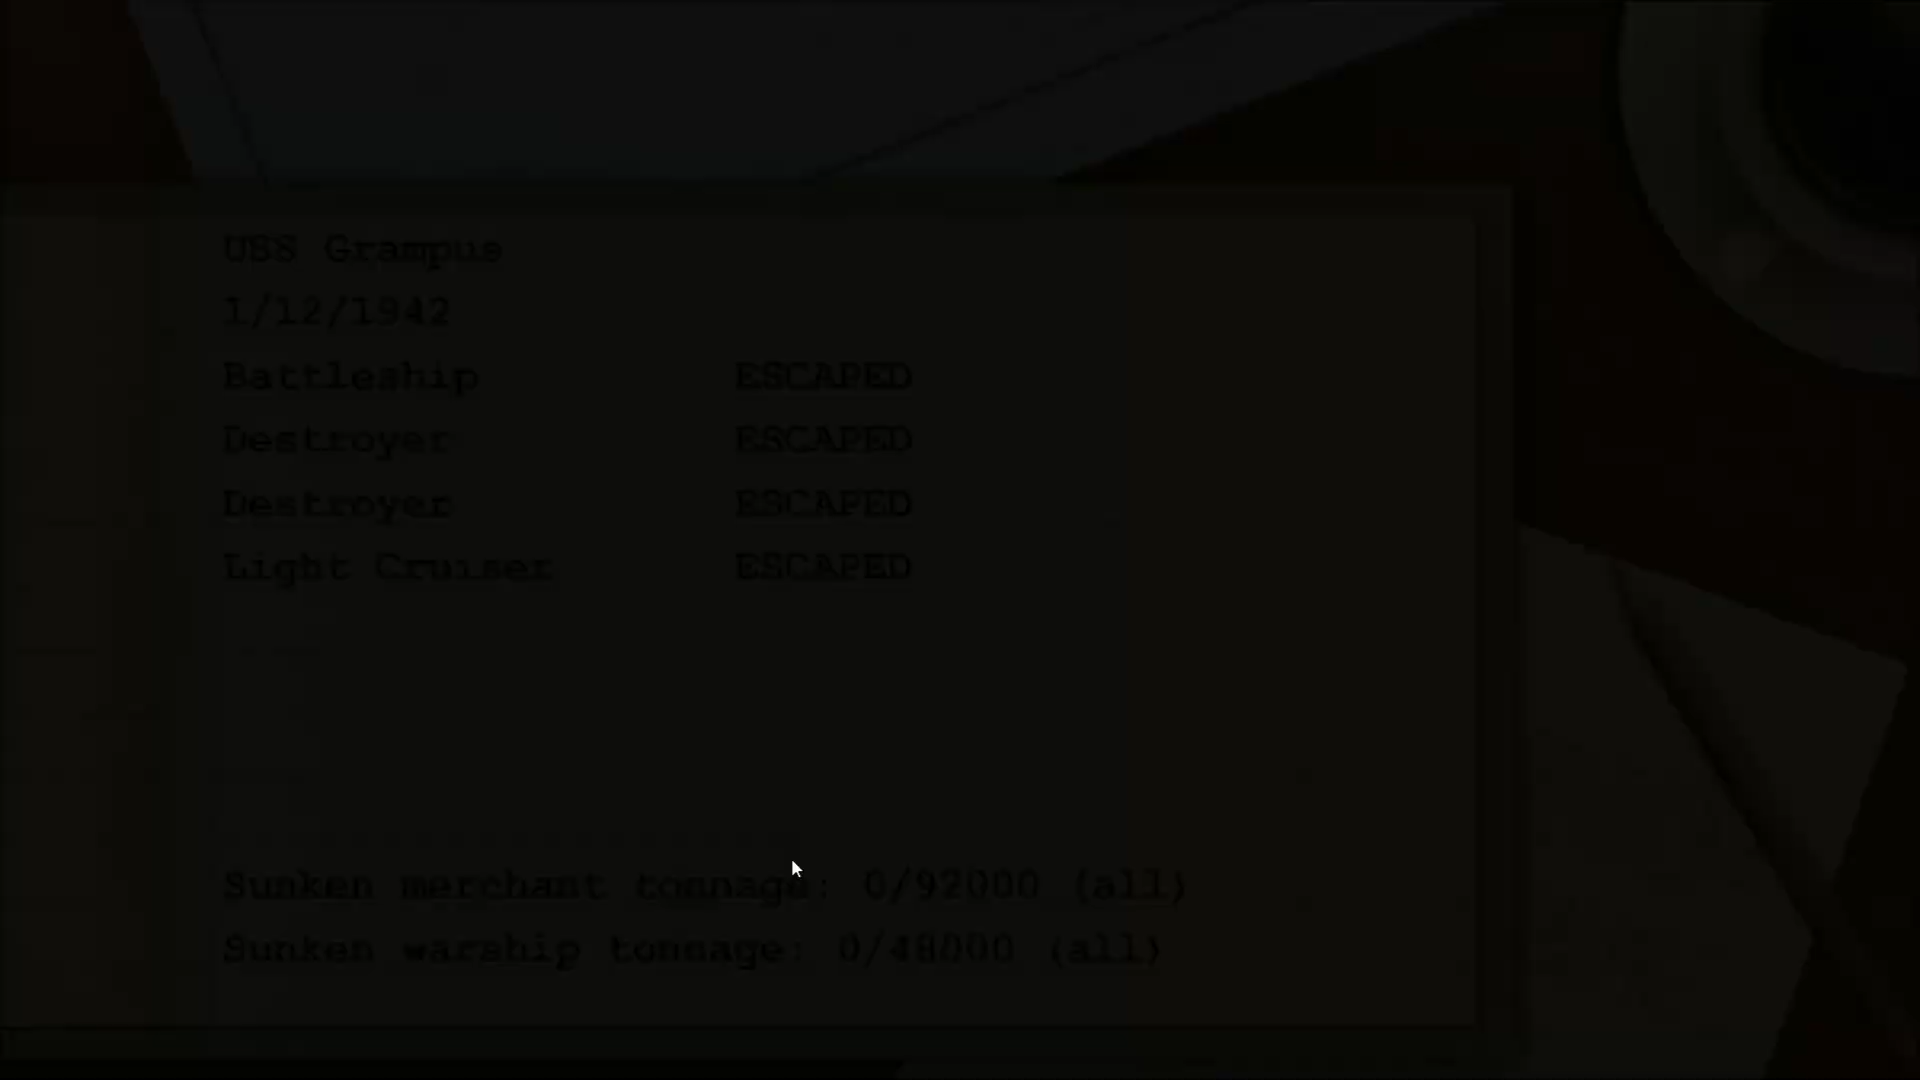 USS Grampus
1/12/1942
Battleship ESCAPED
Destroyer ESCAPED
Destroyer ESCAPED
Light Cruiser ESCAPED
Sunken merchant tonnage: 0/92000 (all)
Sunken warship tonnage: 0/48000 (all)